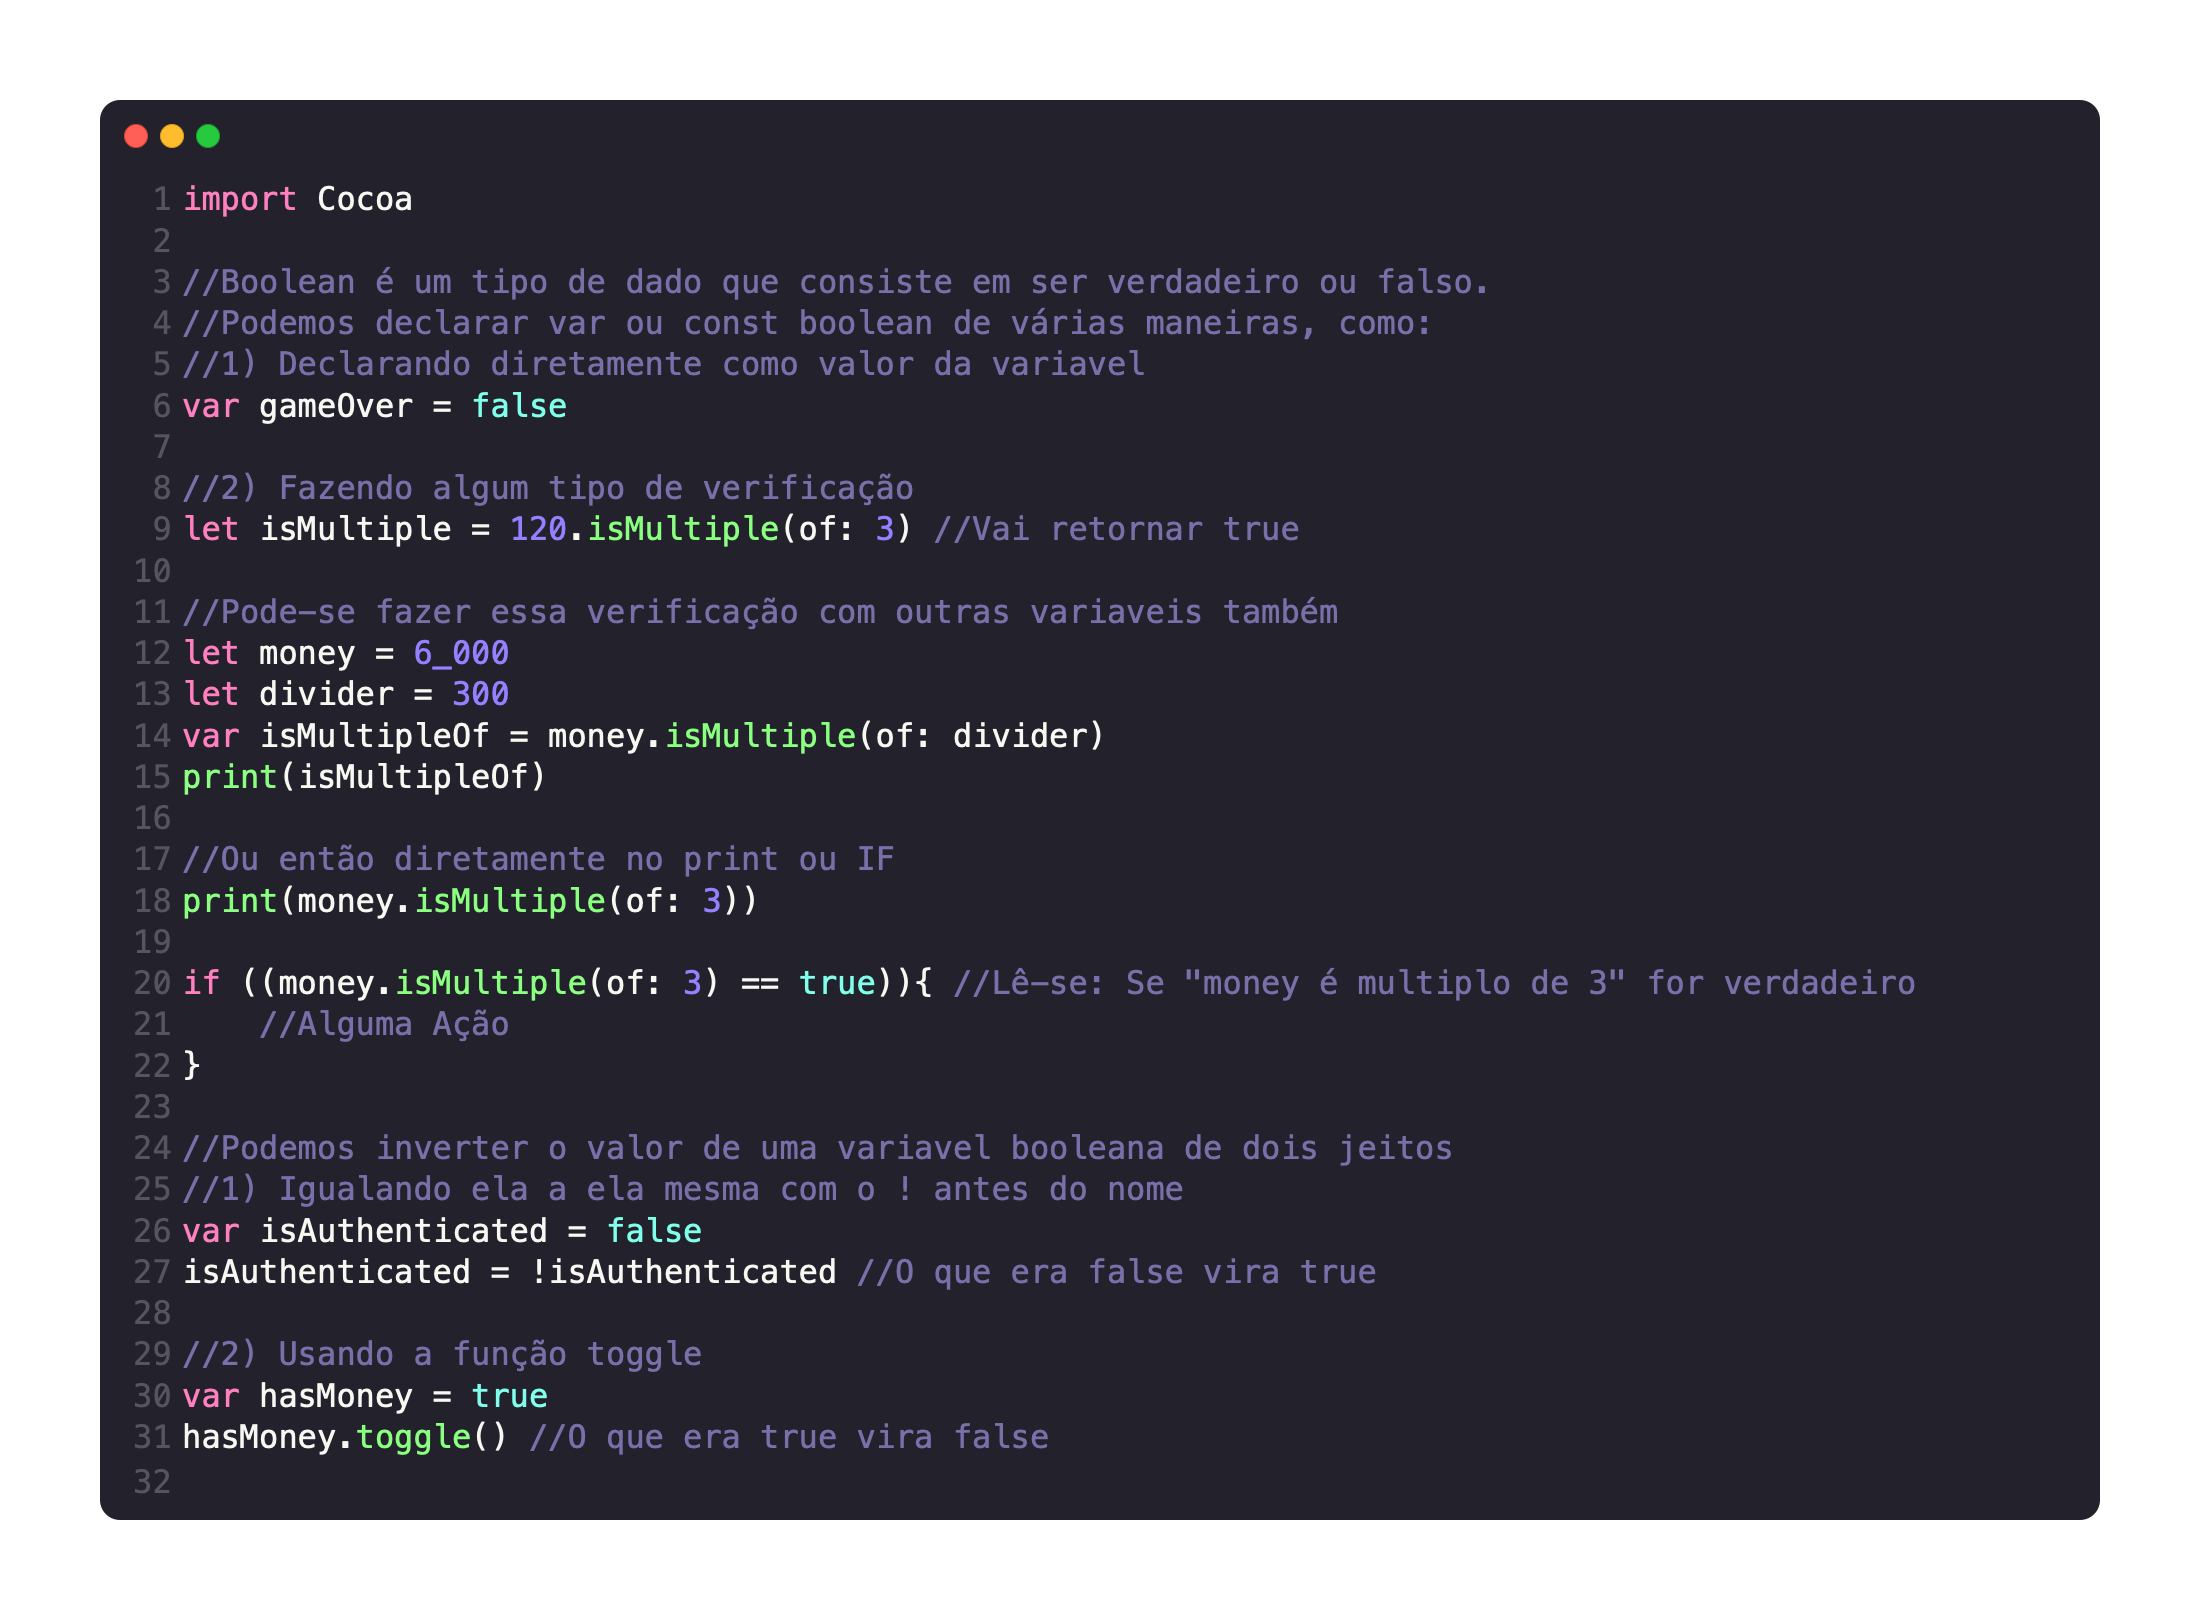 1 import Cocoa
2
3 //Boolean é um tipo de dado que consiste em ser verdadeiro ou falso.
4 //Podemos declarar var ou const boolean de várias maneiras, como:
5 //1) Declarando diretamente como valor da variavel
6 var gameOver = false
7
8 //2) Fazendo algum tipo de verificação
9 let isMultiple = 120.isMultiple(of: 3) //Vai retornar true
10
11 //Pode-se fazer essa verificação com outras variaveis também
12 let money = 6_000
13 let divider = 300
14 var isMultipleOf = money.isMultiple(of: divider)
15 print(isMultipleOf)
16
17 //Ou então diretamente no print ou IF
18 print(money.isMultiple(of: 3))
19
20 if ((money.isMultiple(of: 3) == true)){ //Lê-se: Se "money é multiplo de 3" for verdadeiro
21     //Alguma Ação
22 }
23
24 //Podemos inverter o valor de uma variavel booleana de dois jeitos
25 //1) Igualando ela a ela mesma com o ! antes do nome
26 var isAuthenticated = false
27 isAuthenticated = !isAuthenticated //O que era false vira true
28
29 //2) Usando a função toggle
30 var hasMoney = true
31 hasMoney.toggle() //O que era true vira false
32